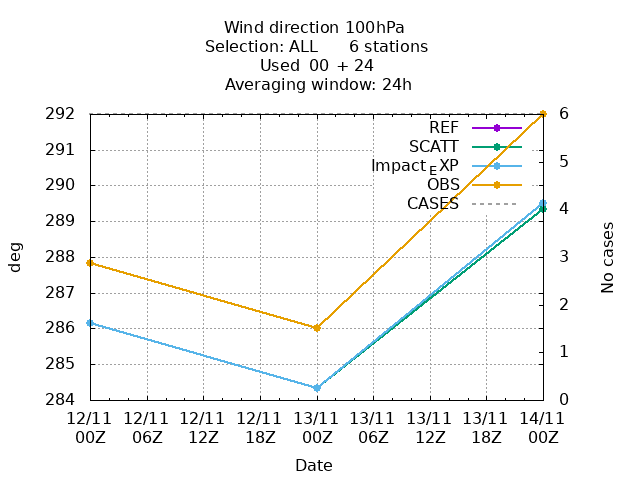 Wind direction 100hPa
Selection: ALL 6 stations
Used 00 + 24
Averaging window: 24h
292
291
290
289
288
287
286
285
284
deg
6
5
4
3
2
1
0
No cases
REF
SCATT
Impact_EXP
OBS
CASES
12/11 12/11 12/11 12/11 13/11 13/11 13/11 13/11 14/11
00Z 06Z 12Z 18Z 00Z 06Z 12Z 18Z 00Z
Date